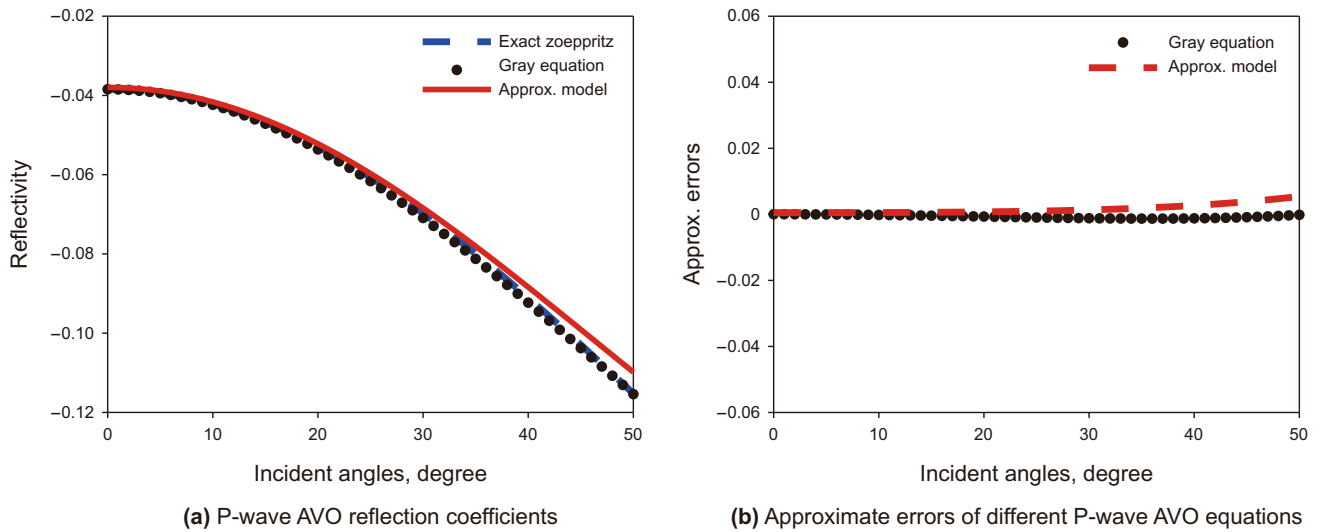 −0.02
−0.04
−0.06
−0.08
−0.10
−0.12
Reflectivity
Exact zoeppritz
Gray equation
Approx. model
0 10 20 30 40 50
Incident angles, degree
(a) P-wave AVO reflection coefficients
0.06
0.04
0.02
0
−0.02
−0.04
−0.06
Approx. errors
Gray equation
Approx. model
0 10 20 30 40 50
Incident angles, degree
(b) Approximate errors of different P-wave AVO equations